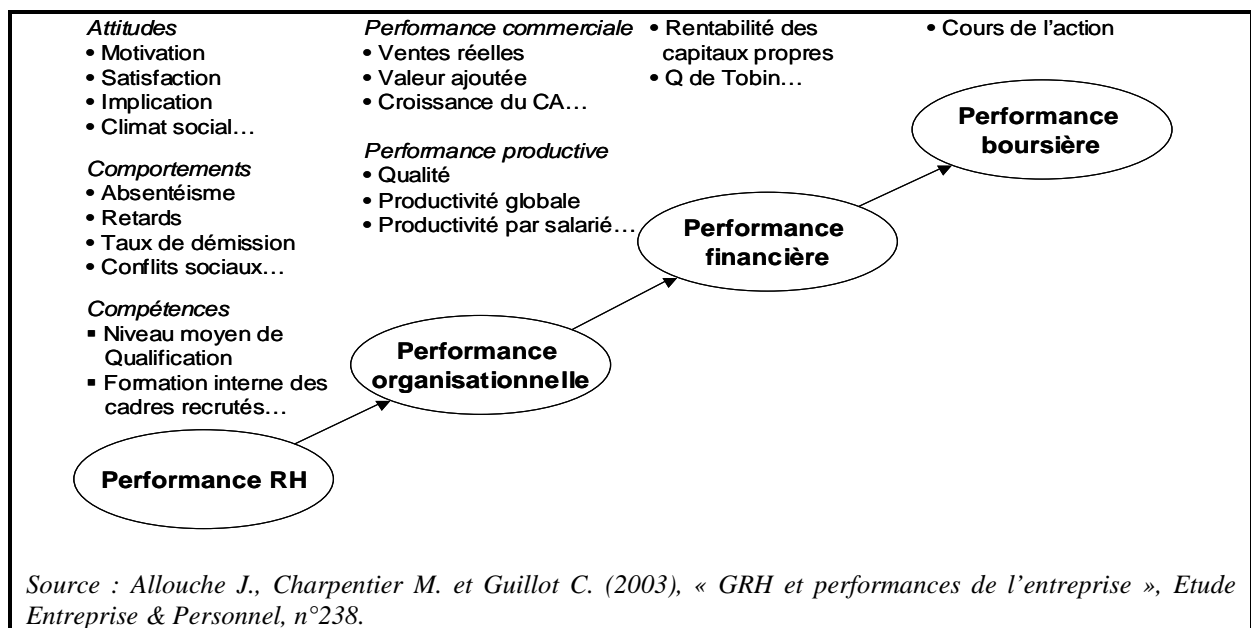 Attitudes
• Motivation
• Satisfaction
• Implication
• Climat social…
Comportements
• Absentéisme
• Retards
• Taux de démission
• Conflits sociaux…
Compétences
▪ Niveau moyen de
Qualification
▪ Formation interne des
cadres recrutés…
Performance RH
Performance commerciale
• Ventes réelles
• Valeur ajoutée
• Croissance du CA…
Performance productive
• Qualité
• Productivité globale
• Productivité par salarié…
Performance
organisationnelle
• Rentabilité des
capitaux propres
• Q de Tobin…
Performance
financière
• Cours de l'action
Performance
boursière
Source : Allouche J., Charpentier M. et Guillot C. (2003), « GRH et performances de l'entreprise », Etude
Entreprise & Personnel, n°238.